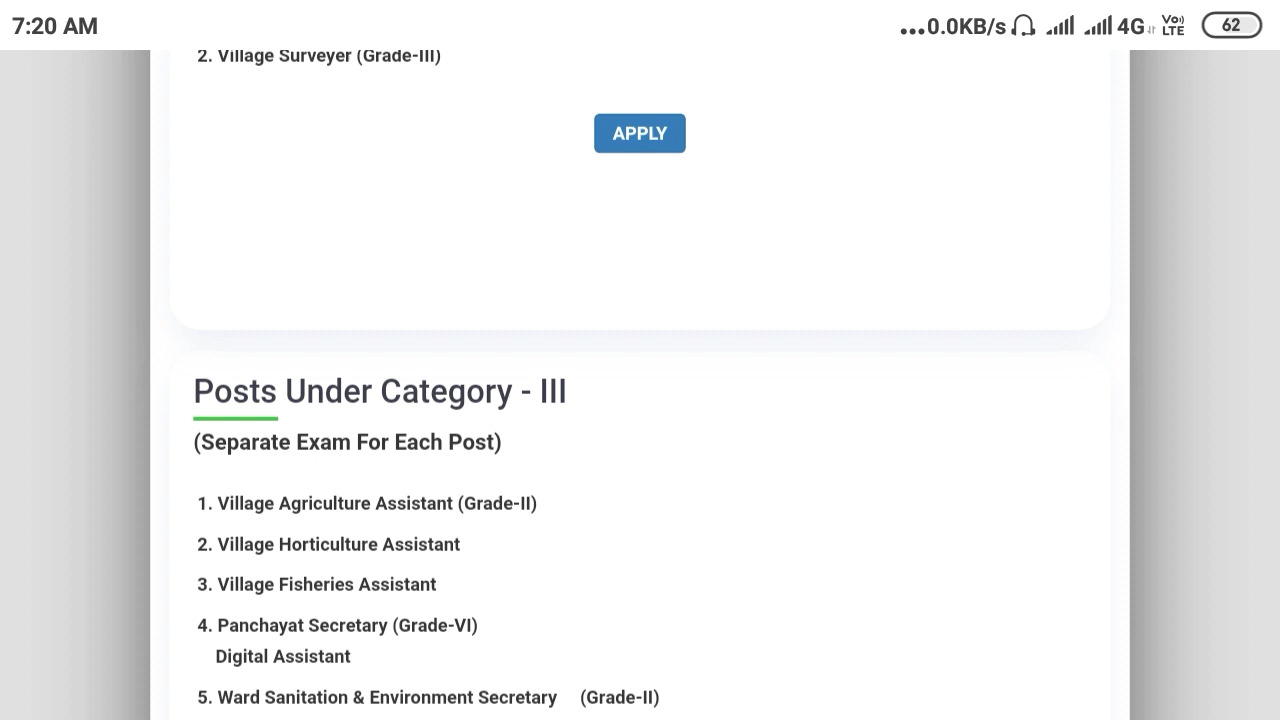 7:20 AM
...0.0KB/s 4G Vo)) LTE 62
2. Village Surveyer (Grade-III)
APPLY
Posts Under Category - III
(Separate Exam For Each Post)
1. Village Agriculture Assistant (Grade-II)
2. Village Horticulture Assistant
3. Village Fisheries Assistant
4. Panchayat Secretary (Grade-VI)
Digital Assistant
5. Ward Sanitation & Environment Secretary (Grade-II)